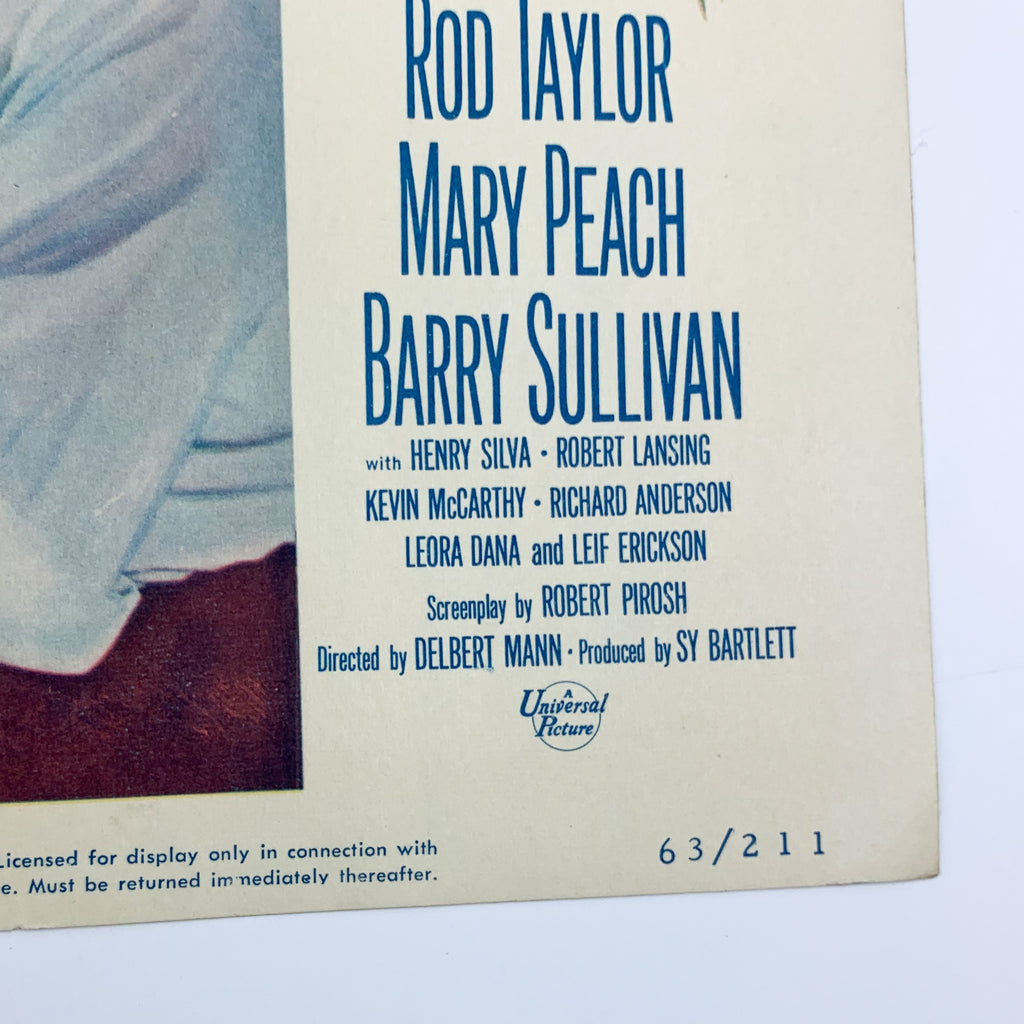 ROD TAYLOR
MARY PEACH
BARRY SULLIVAN
with HENRY SILVA • ROBERT LANSING
KEVIN McCARTHY • RICHARD ANDERSON
LEORA DANA and LEIF ERICKSON
Screenplay by ROBERT PIROSH
Directed by DELBERT MANN • Produced by SY BARTLETT
A
Universal
Picture
Licensed for display only in connection with
e. Must be returned immediately thereafter.
63/211